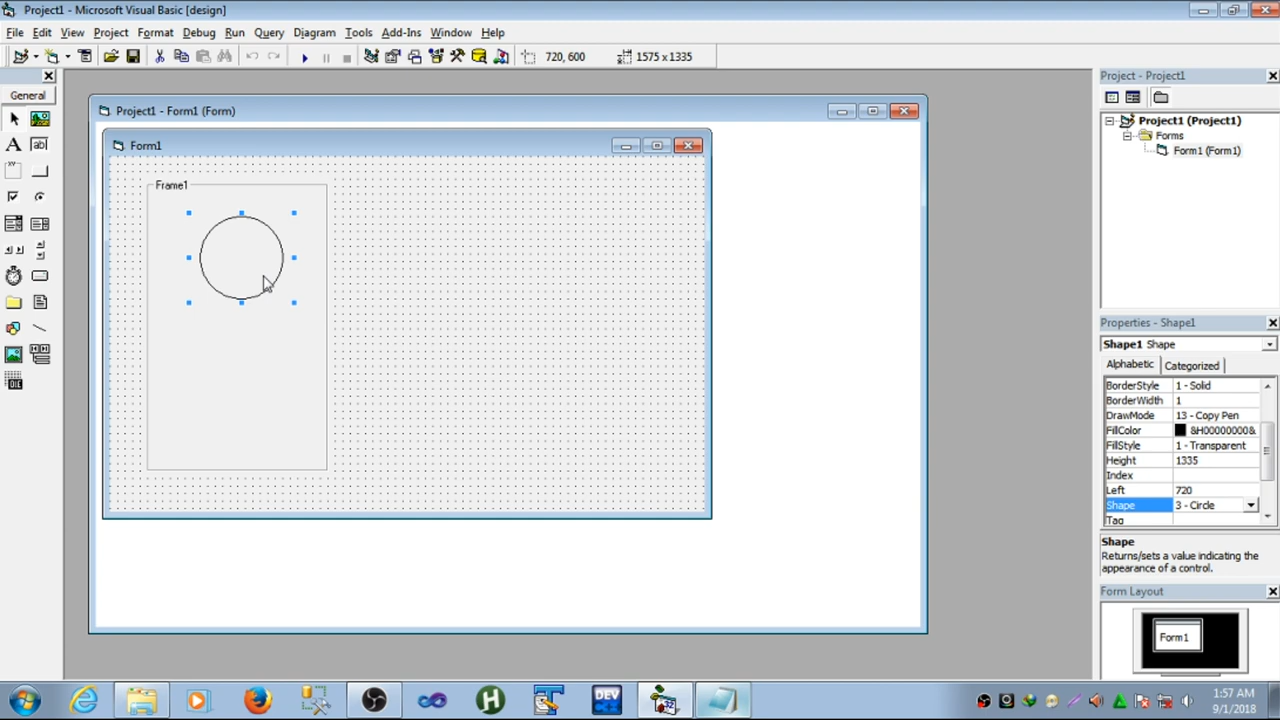 Project1 - Microsoft Visual Basic [design]
File Edit View Project Format Debug Run Query Diagram Tools Add-Ins Window Help
720, 600 1575 x 1335
General
A ab|
OLE
Project1 - Form1 (Form)
Form1
Frame1
Project - Project1
Project1 (Project1)
Forms
Form1 (Form1)
Properties - Shape1
Shape1 Shape
Alphabetic Categorized
BorderStyle 1 - Solid
BorderWidth 1
DrawMode 13 - Copy Pen
FillColor &H00000000&
FillStyle 1 - Transparent
Height 1335
Index
Left 720
Shape 3 - Circle
Tag
Shape
Returns/sets a value indicating the
appearance of a control.
Form Layout
Form1
DEV
1:57 AM
9/1/2018